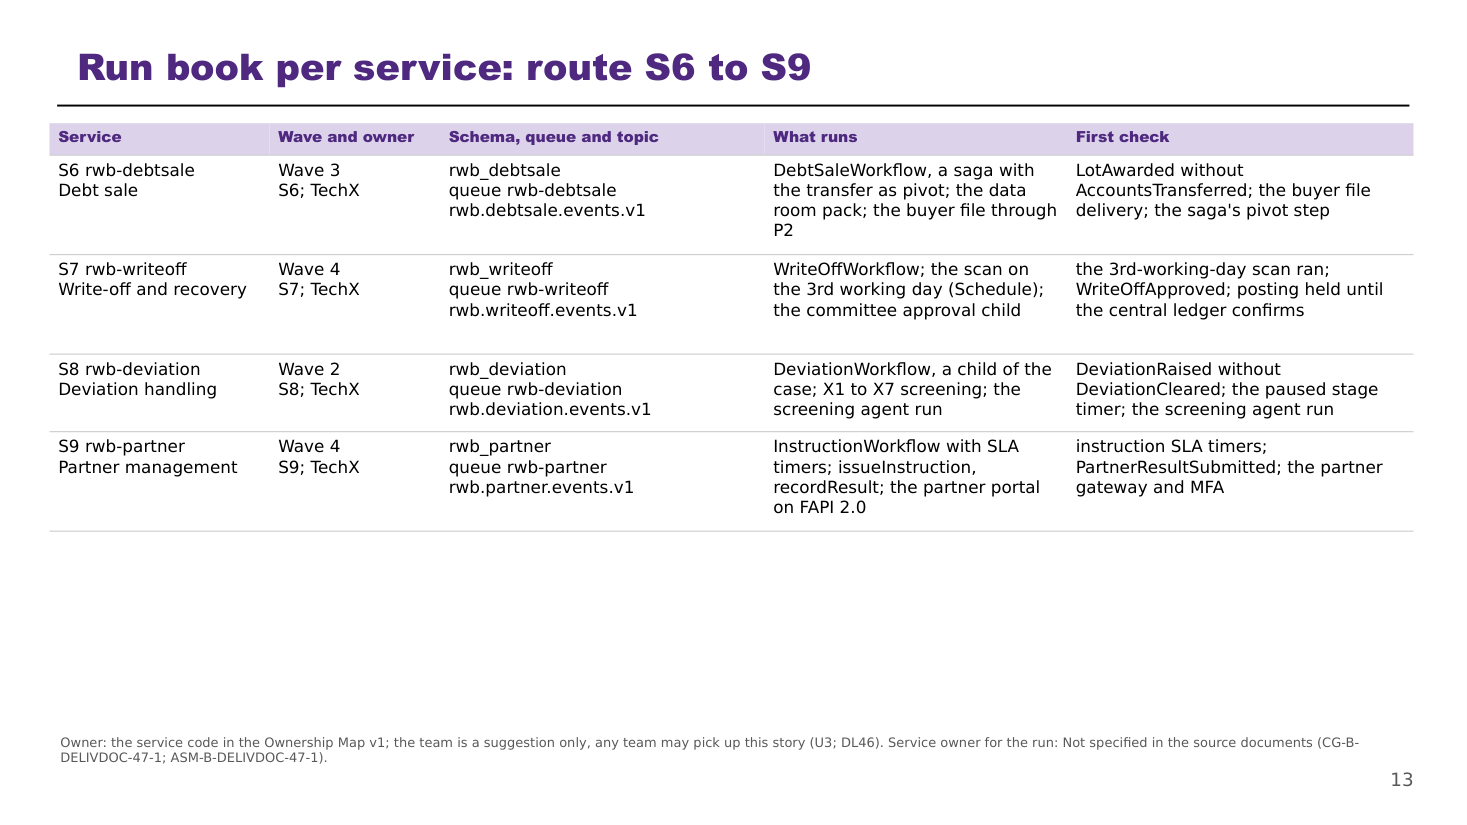 Run book per service: route S6 to S9
Service
Wave and owner
Schema, queue and topic
What runs
First check
S6 rwb-debtsale
Debt sale
Wave 3
S6; TechX
rwb_debtsale
queue rwb-debtsale
rwb.debtsale.events.v1
DebtSaleWorkflow, a saga with
the transfer as pivot; the data
room pack; the buyer file through
P2
LotAwarded without
AccountsTransferred; the buyer file
delivery; the saga's pivot step
S7 rwb-writeoff
Write-off and recovery
Wave 4
S7; TechX
rwb_writeoff
queue rwb-writeoff
rwb.writeoff.events.v1
WriteOffWorkflow; the scan on
the 3rd working day (Schedule);
the committee approval child
the 3rd-working-day scan ran;
WriteOffApproved; posting held until
the central ledger confirms
S8 rwb-deviation
Deviation handling
Wave 2
S8; TechX
rwb_deviation
queue rwb-deviation
rwb.deviation.events.v1
DeviationWorkflow, a child of the
case; X1 to X7 screening; the
screening agent run
DeviationRaised without
DeviationCleared; the paused stage
timer; the screening agent run
S9 rwb-partner
Partner management
Wave 4
S9; TechX
rwb_partner
queue rwb-partner
rwb.partner.events.v1
InstructionWorkflow with SLA
timers; issueInstruction,
recordResult; the partner portal
on FAPI 2.0
instruction SLA timers;
PartnerResultSubmitted; the partner
gateway and MFA
Owner: the service code in the Ownership Map v1; the team is a suggestion only, any team may pick up this story (U3; DL46). Service owner for the run: Not specified in the source documents (CG-B-
DELIVDOC-47-1; ASM-B-DELIVDOC-47-1).
13